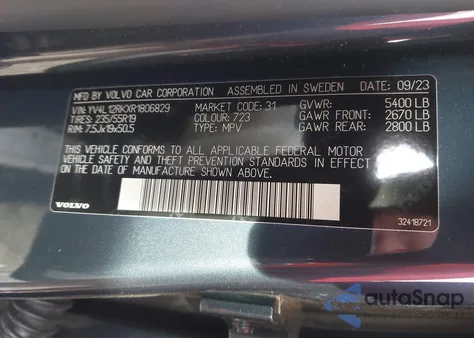 MFD BY VOLVO CAR CORPORATION ASSEMBLED IN SWEDEN DATE: 09/23
VIN: YV4L12RKXR1806829 MARKET CODE: 31 GVWR: 5400 LB
TIRES: 235/55R19 COLOUR: 723 GAWR FRONT: 2670 LB
RIM: 7.5Jx19x50.5 TYPE: MPV GAWR REAR: 2800 LB
THIS VEHICLE CONFORMS TO ALL APPLICABLE FEDERAL MOTOR
VEHICLE SAFETY AND THEFT PREVENTION STANDARDS IN EFFECT
ON THE DATE OF MANUFACTURE SHOWN ABOVE.
VOLVO
32418721
autoSnap